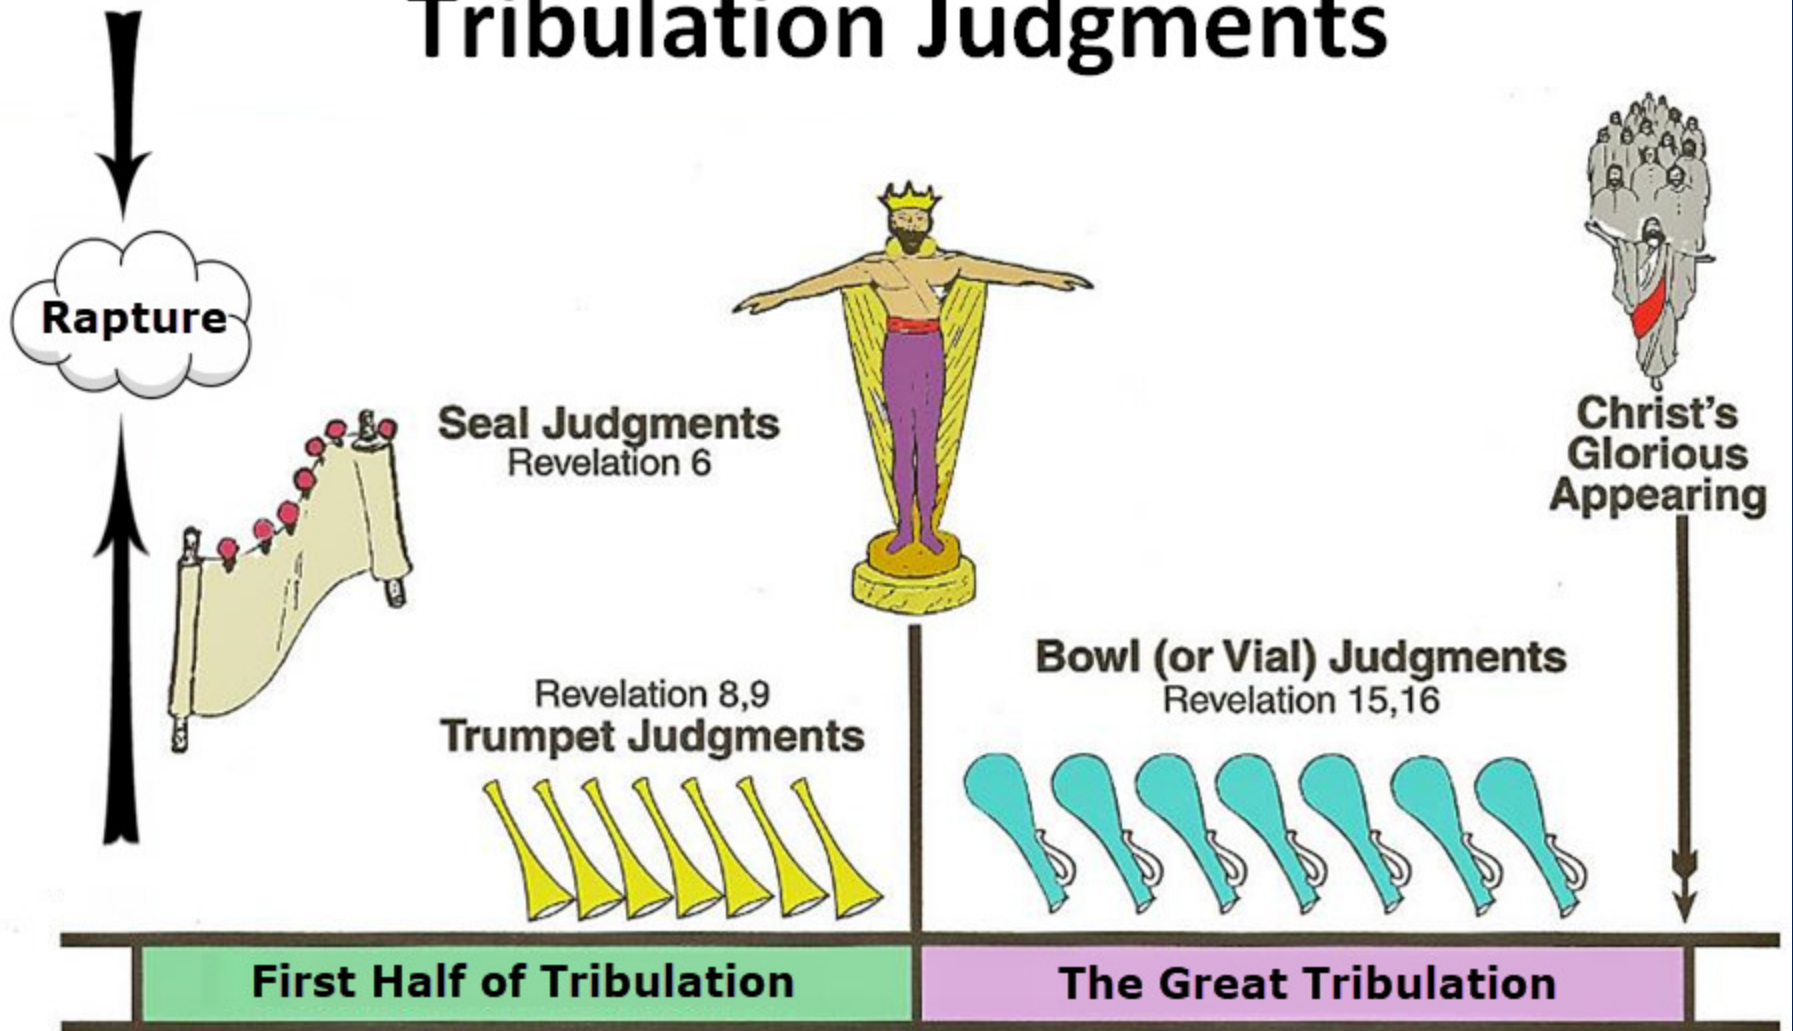 Tribulation Judgments
Rapture
Seal Judgments
Revelation 6
Christ's
Glorious
Appearing
Revelation 8,9
Trumpet Judgments
Bowl (or Vial) Judgments
Revelation 15,16
First Half of Tribulation
The Great Tribulation